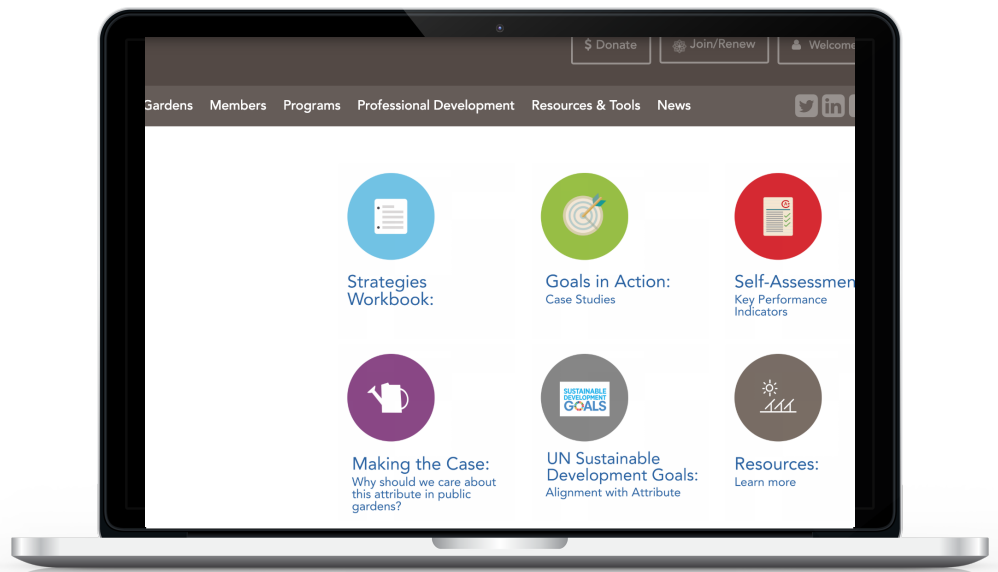 $ Donate
Join/Renew
Welcome
Gardens Members Programs Professional Development Resources & Tools News
Strategies
Workbook:
Goals in Action:
Case Studies
Self-Assessmen
Key Performance
Indicators
Making the Case:
Why should we care about
this attribute in public
gardens?
SUSTAINABLE
DEVELOPMENT
GOALS
UN Sustainable
Development Goals:
Alignment with Attribute
Resources:
Learn more